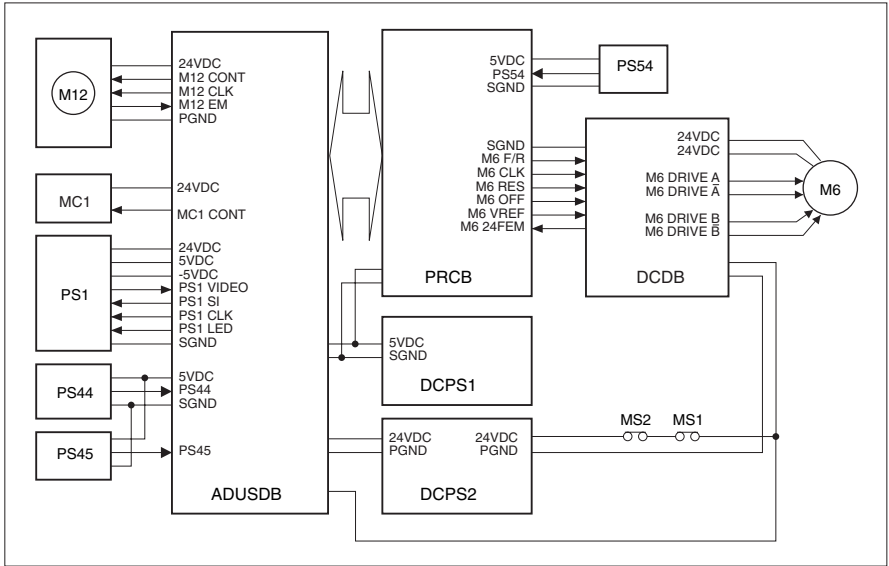 M12
24VDC
M12 CONT
M12 CLK
M12 EM
PGND
MC1
24VDC
MC1 CONT
PS1
24VDC
5VDC
-5VDC
PS1 VIDEO
PS1 SI
PS1 CLK
PS1 LED
SGND
PS44
5VDC
PS44
SGND
PS45
PS45
ADUSDB
5VDC
PS54
SGND
PS54
SGND
M6 F/R
M6 CLK
M6 RES
M6 OFF
M6 VREF
M6 24FEM
PRCB
24VDC
24VDC
M6 DRIVE A
M6 DRIVE A̅
M6 DRIVE B
M6 DRIVE B̅
DCDB
M6
5VDC
SGND
DCPS1
24VDC 24VDC
PGND PGND
DCPS2
MS2 MS1